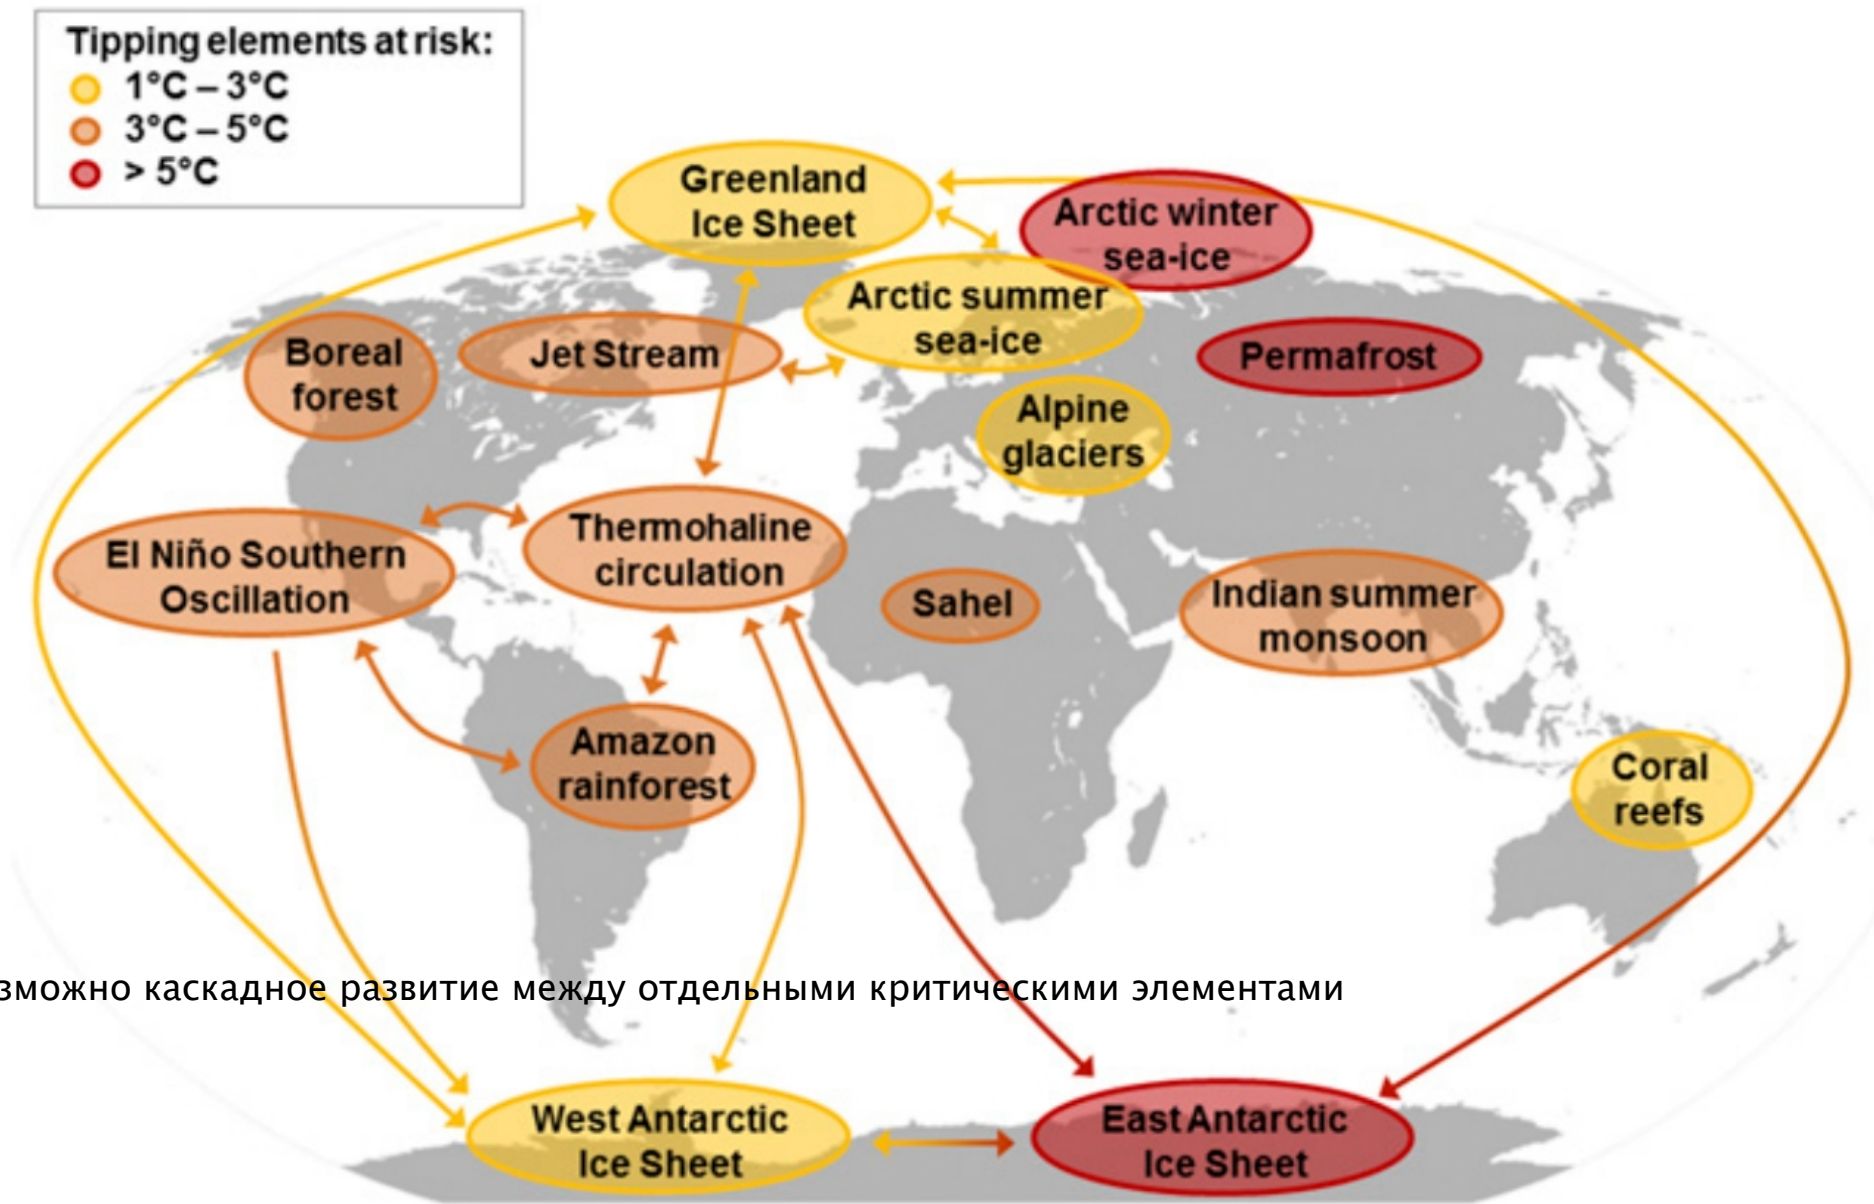 Tipping elements at risk:
1°C – 3°C
3°C – 5°C
> 5°C
Greenland
Ice Sheet
Arctic winter
sea-ice
Arctic summer
sea-ice
Boreal
forest
Jet Stream
Permafrost
Alpine
glaciers
El Niño Southern
Oscillation
Thermohaline
circulation
Sahel
Indian summer
monsoon
Amazon
rainforest
Coral
reefs
каскадное развитие между отдельными критическими элементами
West Antarctic
Ice Sheet
East Antarctic
Ice Sheet